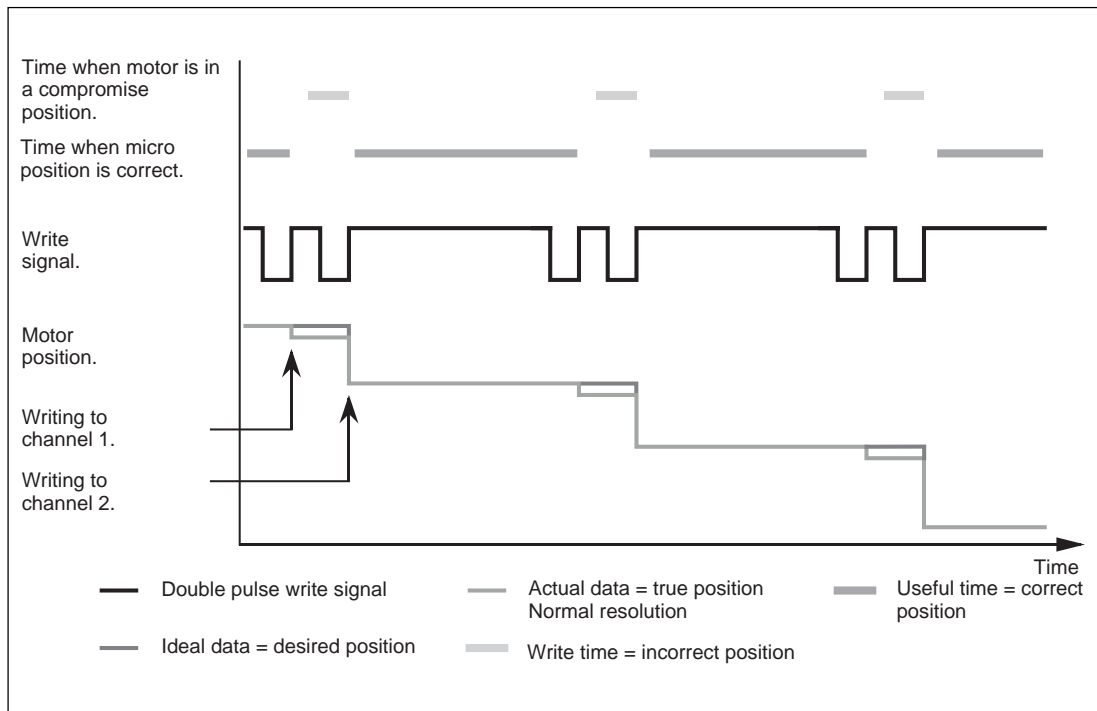 Time when motor is in
a compromise
position.
Time when micro
position is correct.
Write
signal.
Motor
position.
Writing to
channel 1.
Writing to
channel 2.
Time
Double pulse write signal
Actual data = true position
Normal resolution
Useful time = correct
position
Ideal data = desired position
Write time = incorrect position